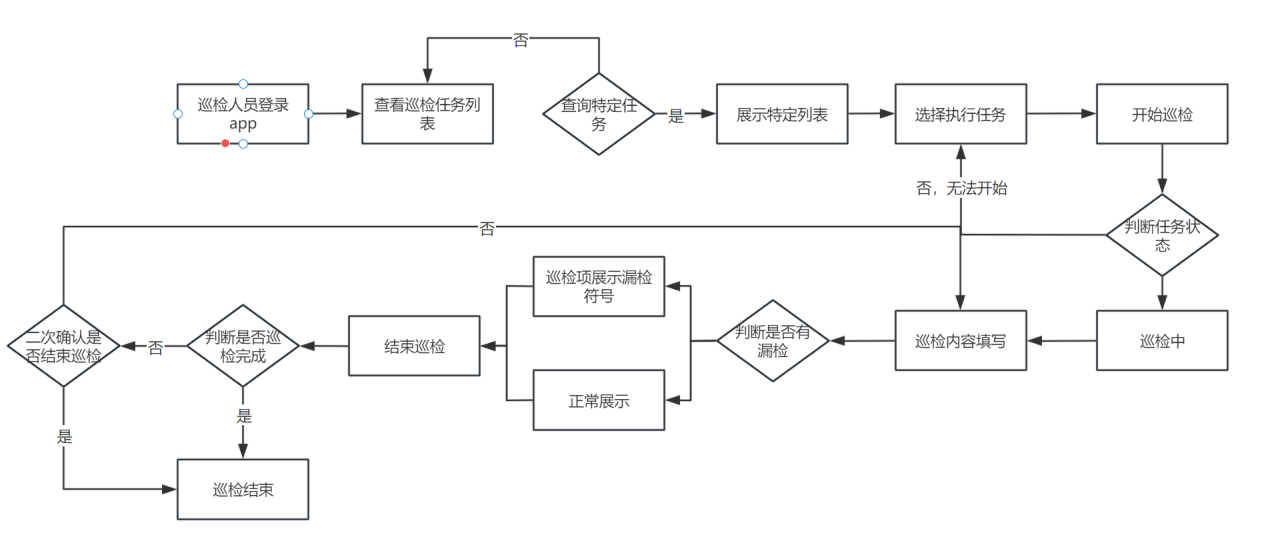 否
巡检人员登录
app
查看巡检任务列
表
查询特定任
务
是
展示特定列表
选择执行任务
开始巡检
否，无法开始
判断任务状
态
否
巡检项展示漏检
符号
二次确认是
否结束巡检
否
判断是否巡
检完成
结束巡检
判断是否有
漏检
巡检内容填写
巡检中
正常展示
是
是
巡检结束